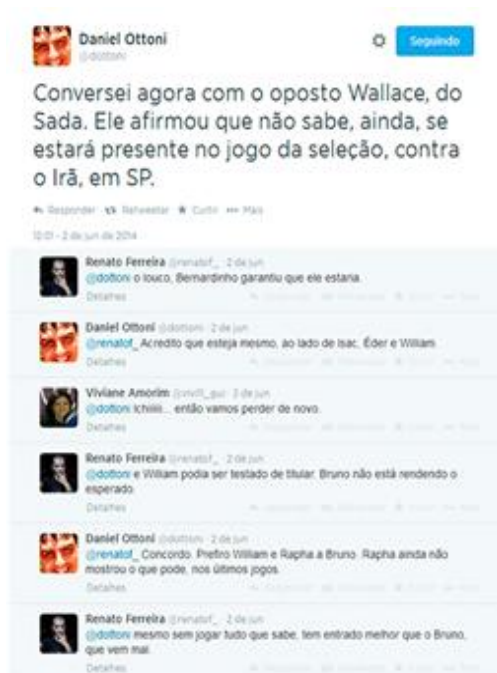 Daniel Ottoni
@dottoni
Seguindo
Conversei agora com o oposto Wallace, do
Sada. Ele afirmou que não sabe, ainda, se
estará presente no jogo da seleção, contra
o Irã, em SP.
Responder Retweetar Curtir Mais
12:01 - 2 de jun de 2014
Renato Ferreira @renatof_ · 2 de jun
@dottoni o louco, Bernardinho garantiu que ele estaria.
Detalhes
Daniel Ottoni @dottoni · 2 de jun
@renatof_ Acredito que esteja mesmo, ao lado de Isac, Éder e William
Detalhes
Viviane Amorim 2 de jun
@dottoni Ichiiii... então vamos perder de novo.
Detalhes
Renato Ferreira @renatof_ · 2 de jun
@dottoni e William podia ser testado de titular. Bruno não está rendendo o
esperado.
Detalhes
Daniel Ottoni @dottoni · 2 de jun
@renatof_ Concordo. Prefiro William e Rapha a Bruno. Rapha ainda não
mostrou o que pode, nos últimos jogos.
Detalhes
Renato Ferreira @renatof_ · 2 de jun
@dottoni mesmo sem jogar tudo que sabe, tem entrado melhor que o Bruno,
que vem mal.
Detalhes